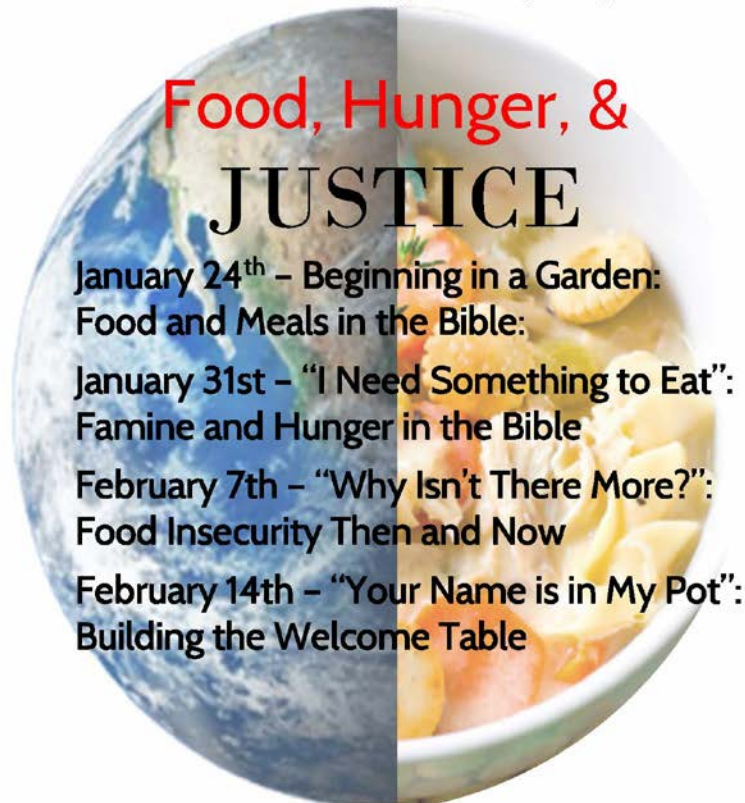 Food, Hunger, &
JUSTICE
January 24th – Beginning in a Garden:
Food and Meals in the Bible:
January 31st – “I Need Something to Eat”:
Famine and Hunger in the Bible
February 7th – “Why Isn’t There More?”:
Food Insecurity Then and Now
February 14th – “Your Name is in My Pot”:
Building the Welcome Table